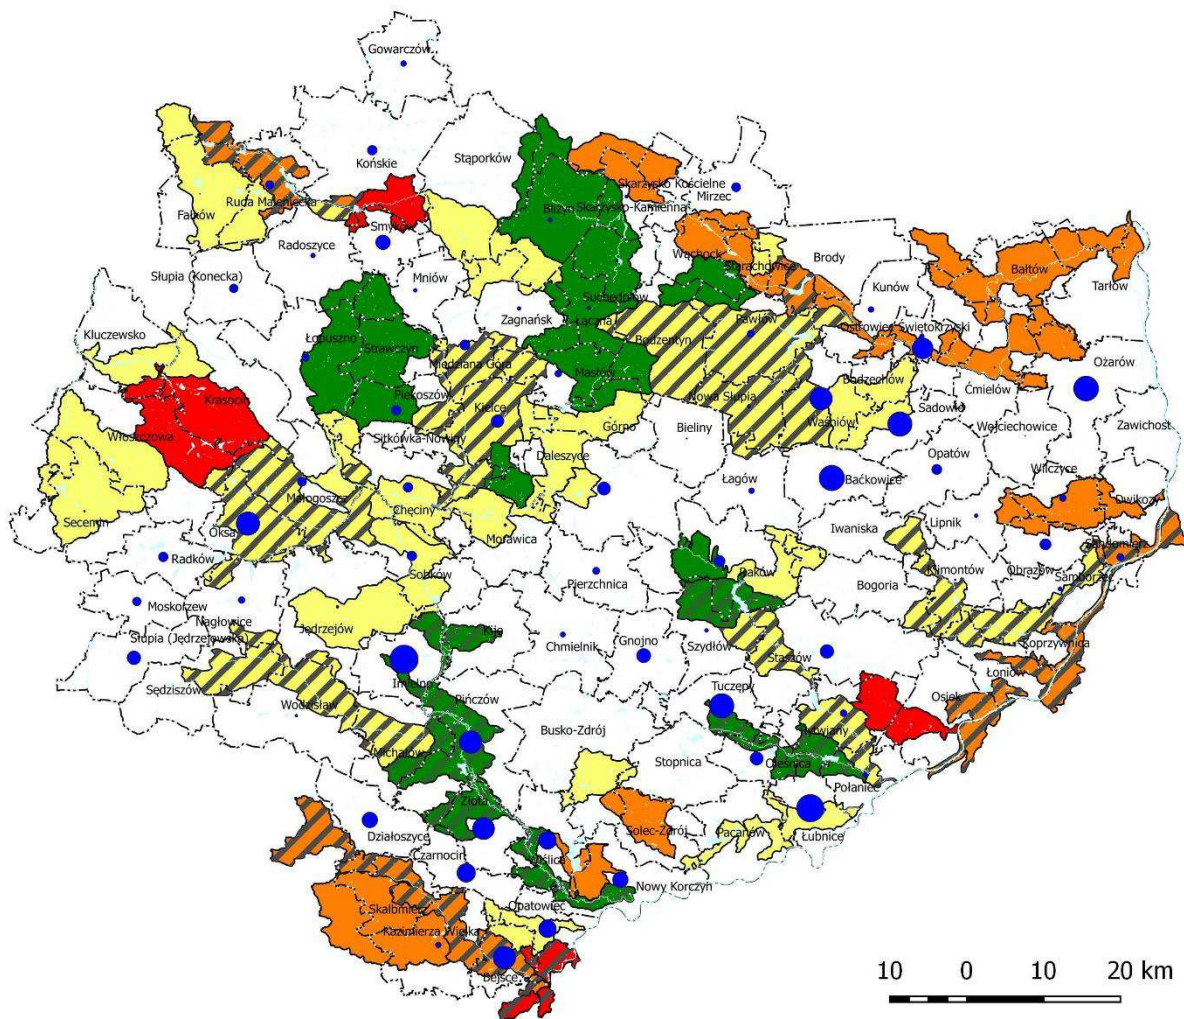 Gowarczów
Końskie
Stąporków
Skarżysko Kościelne
Mirzec
Ruda Maleniecka
Fałków
Bliżyn
Skarżysko-Kamienna
Smyków
Radoszyce
Wąchock
Starachowice
Brody
Bałtów
Słupia (Konecka)
Mniów
Tarłów
Kunów
Suchedniów
Zagnańsk
Łączna
Pawłów
Ostrowiec Świętokrzyski
Kluczewsko
Łopuszno
Strawczyn
Bodzentyn
Miedziana Góra
Ożarów
Masłów
Bodzechów
Ćmielów
Krasocin
Piekoszów
Nowa Słupia
Kielce
Sadowie
Waśniów
Wojciechowice
Zawichost
Włoszczowa
Sitkówka-Nowiny
Górno
Bieliny
Daleszyce
Opatów
Wilczyce
Łagów
Baćkowice
Małogoszcz
Dwikozy
Chęciny
Secemin
Oksa
Iwaniska
Lipnik
Morawica
Sandomierz
Radków
Obrazów
Sobków
Raków
Klimontów
Pierzchnica
Samborzec
Bogoria
Moskorzew
Nagłowice
Jędrzejów
Kije
Słupia (Jędrzejowska)
Chmielnik
Gnojno
Szydłów
Koprzywnica
Staszów
Łoniów
Imielno
Sędziszów
Tuczępy
Osiek
Pińczów
Wodzisław
Busko-Zdrój
Rytwiany
Michałów
Stopnica
Oleśnica
Połaniec
Złota
Działoszyce
Solec-Zdrój
Pacanów
Łubnice
Czarnocin
Wiślica
Nowy Korczyn
Opatowiec
Skalbmierz
Kazimierza Wielka
Bejsce
10 0 10 20 km